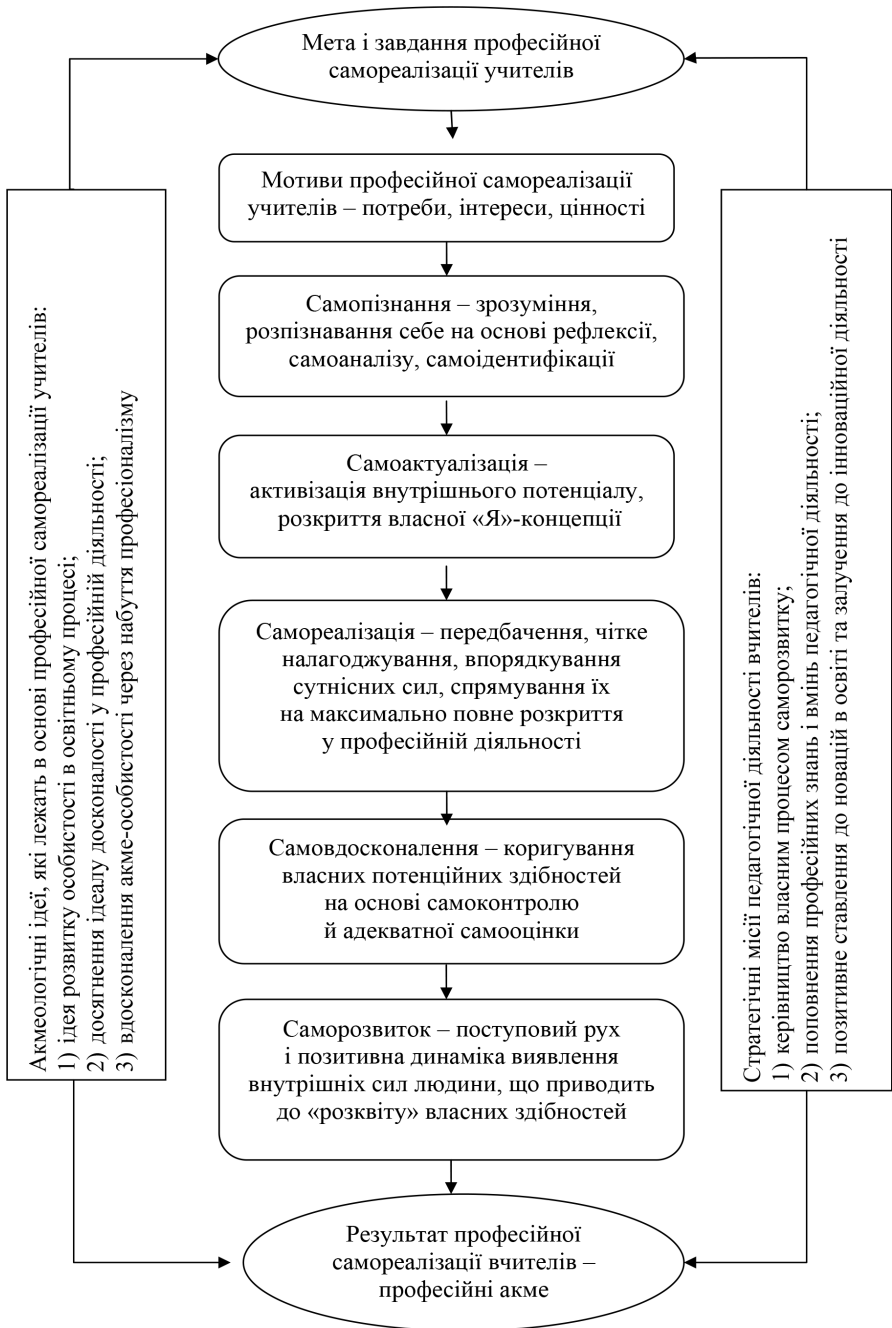 Мета і завдання професійної
самореалізації учителів
Мотиви професійної самореалізації
учителів – потреби, інтереси, цінності
Самопізнання – зрозуміння,
розпізнавання себе на основі рефлексії,
самоаналізу, самоідентифікації
Самоактуалізація –
активізація внутрішнього потенціалу,
розкриття власної «Я»-концепції
Самореалізація – передбачення, чітке
налагоджування, впорядкування
сутнісних сил, спрямування їх
на максимально повне розкриття
у професійній діяльності
Самовдосконалення – коригування
власних потенційних здібностей
на основі самоконтролю
й адекватної самооцінки
Саморозвиток – поступовий рух
і позитивна динаміка виявлення
внутрішніх сил людини, що приводить
до «розквіту» власних здібностей
Результат професійної
самореалізації вчителів –
професійні акме
Акмеологічні ідеї, які лежать в основі професійної самореалізації учителів:
1) ідея розвитку особистості в освітньому процесі;
2) досягнення ідеалу досконалості у професійній діяльності;
3) вдосконалення акме-особистості через набуття професіоналізму
Стратегічні місії педагогічної діяльності вчителів:
1) керівництво власним процесом саморозвитку;
2) поповнення професійних знань і вмінь педагогічної діяльності;
3) позитивне ставлення до новацій в освіті та залучення до інноваційної діяльності